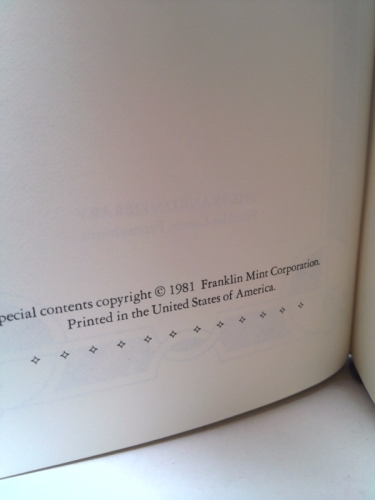 pecial contents copyright © 1981 Franklin Mint Corporation.
Printed in the United States of America.